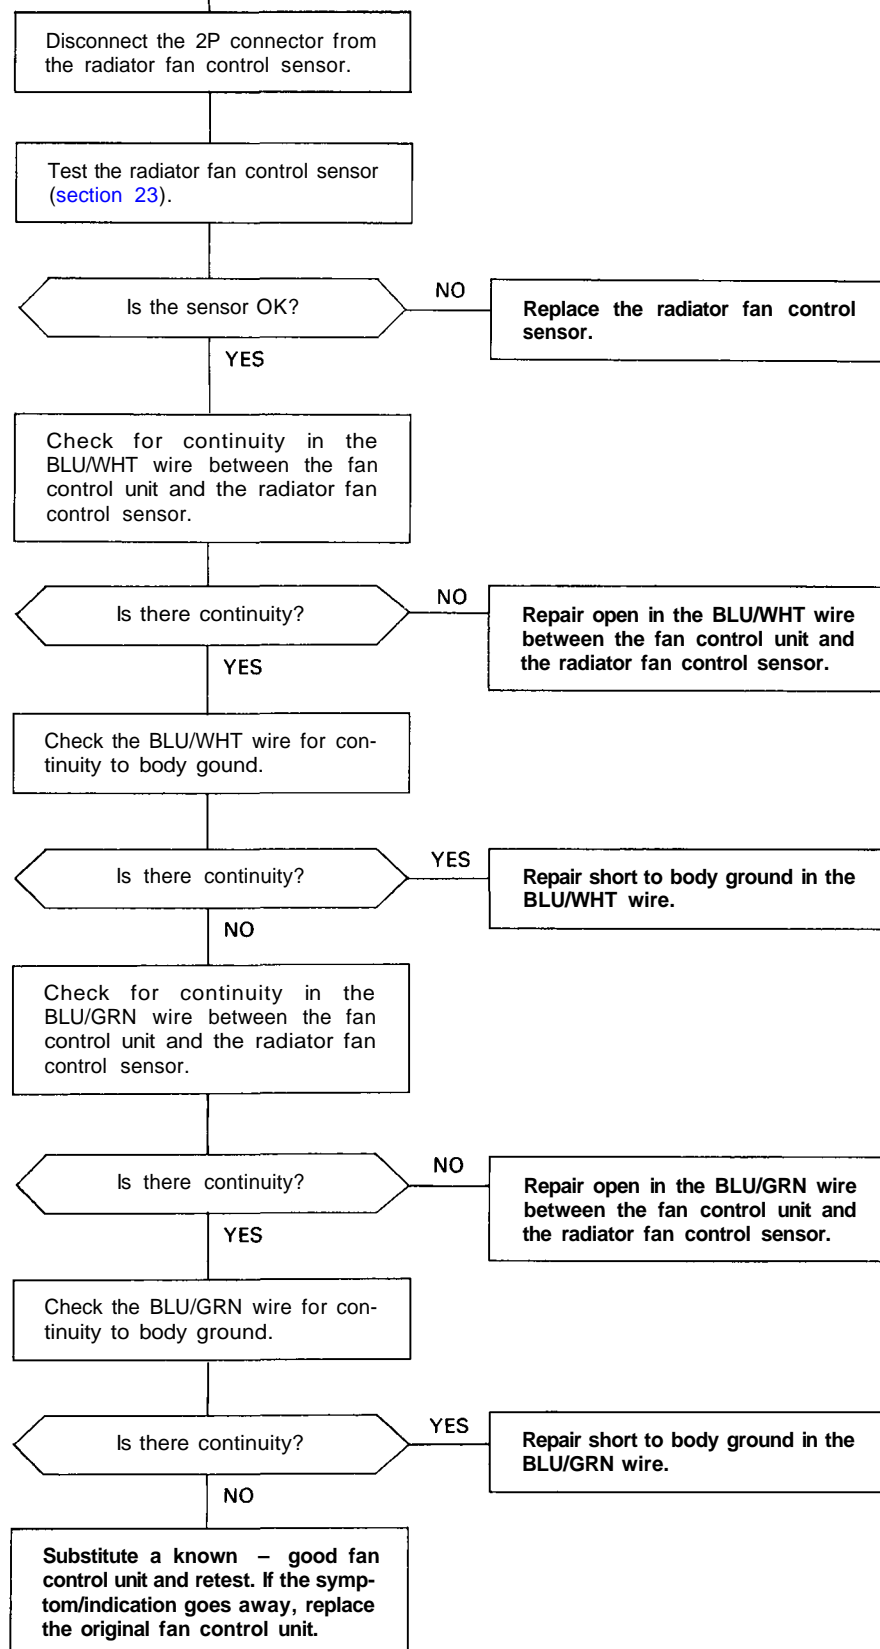 Disconnect the 2P connector from
the radiator fan control sensor.
Test the radiator fan control sensor
(section 23).
Is the sensor OK?
NO
Replace the radiator fan control
sensor.
YES
Check for continuity in the
BLU/WHT wire between the fan
control unit and the radiator fan
control sensor.
Is there continuity?
NO
Repair open in the BLU/WHT wire
between the fan control unit and
the radiator fan control sensor.
YES
Check the BLU/WHT wire for con-
tinuity to body gound.
Is there continuity?
YES
Repair short to body ground in the
BLU/WHT wire.
NO
Check for continuity in the
BLU/GRN wire between the fan
control unit and the radiator fan
control sensor.
Is there continuity?
NO
Repair open in the BLU/GRN wire
between the fan control unit and
the radiator fan control sensor.
YES
Check the BLU/GRN wire for con-
tinuity to body ground.
Is there continuity?
YES
Repair short to body ground in the
BLU/GRN wire.
NO
Substitute a known – good fan
control unit and retest. If the symp-
tom/indication goes away, replace
the original fan control unit.